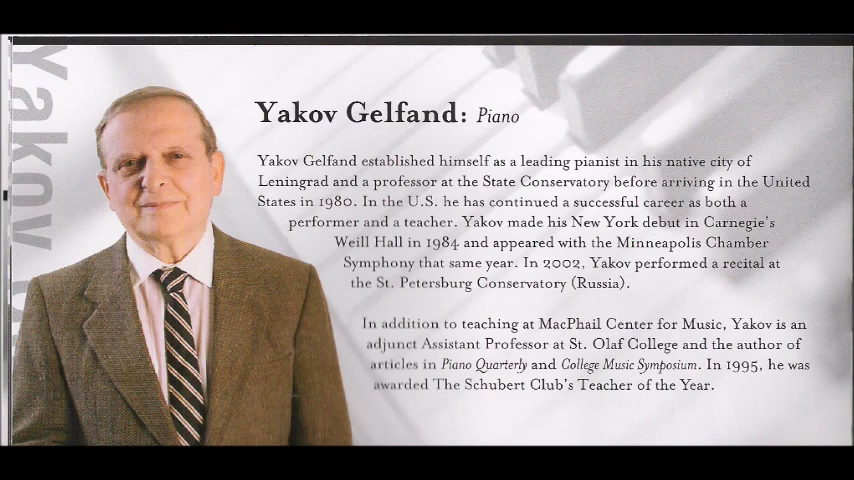 Yakov
Yakov Gelfand: Piano
Yakov Gelfand established himself as a leading pianist in his native city of
Leningrad and a professor at the State Conservatory before arriving in the United
States in 1980. In the U.S. he has continued a successful career as both a
performer and a teacher. Yakov made his New York debut in Carnegie's
Weill Hall in 1984 and appeared with the Minneapolis Chamber
Symphony that same year. In 2002, Yakov performed a recital at
the St. Petersburg Conservatory (Russia).
In addition to teaching at MacPhail Center for Music, Yakov is an
adjunct Assistant Professor at St. Olaf College and the author of
articles in Piano Quarterly and College Music Symposium. In 1995, he was
awarded The Schubert Club's Teacher of the Year.